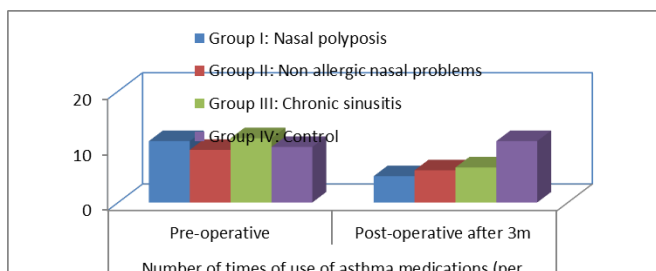 Group I: Nasal polyposis
Group II: Non allergic nasal problems
Group III: Chronic sinusitis
Group IV: Control
20
10
0
Pre-operative
Post-operative after 3m
Number of times of use of asthma medications (per